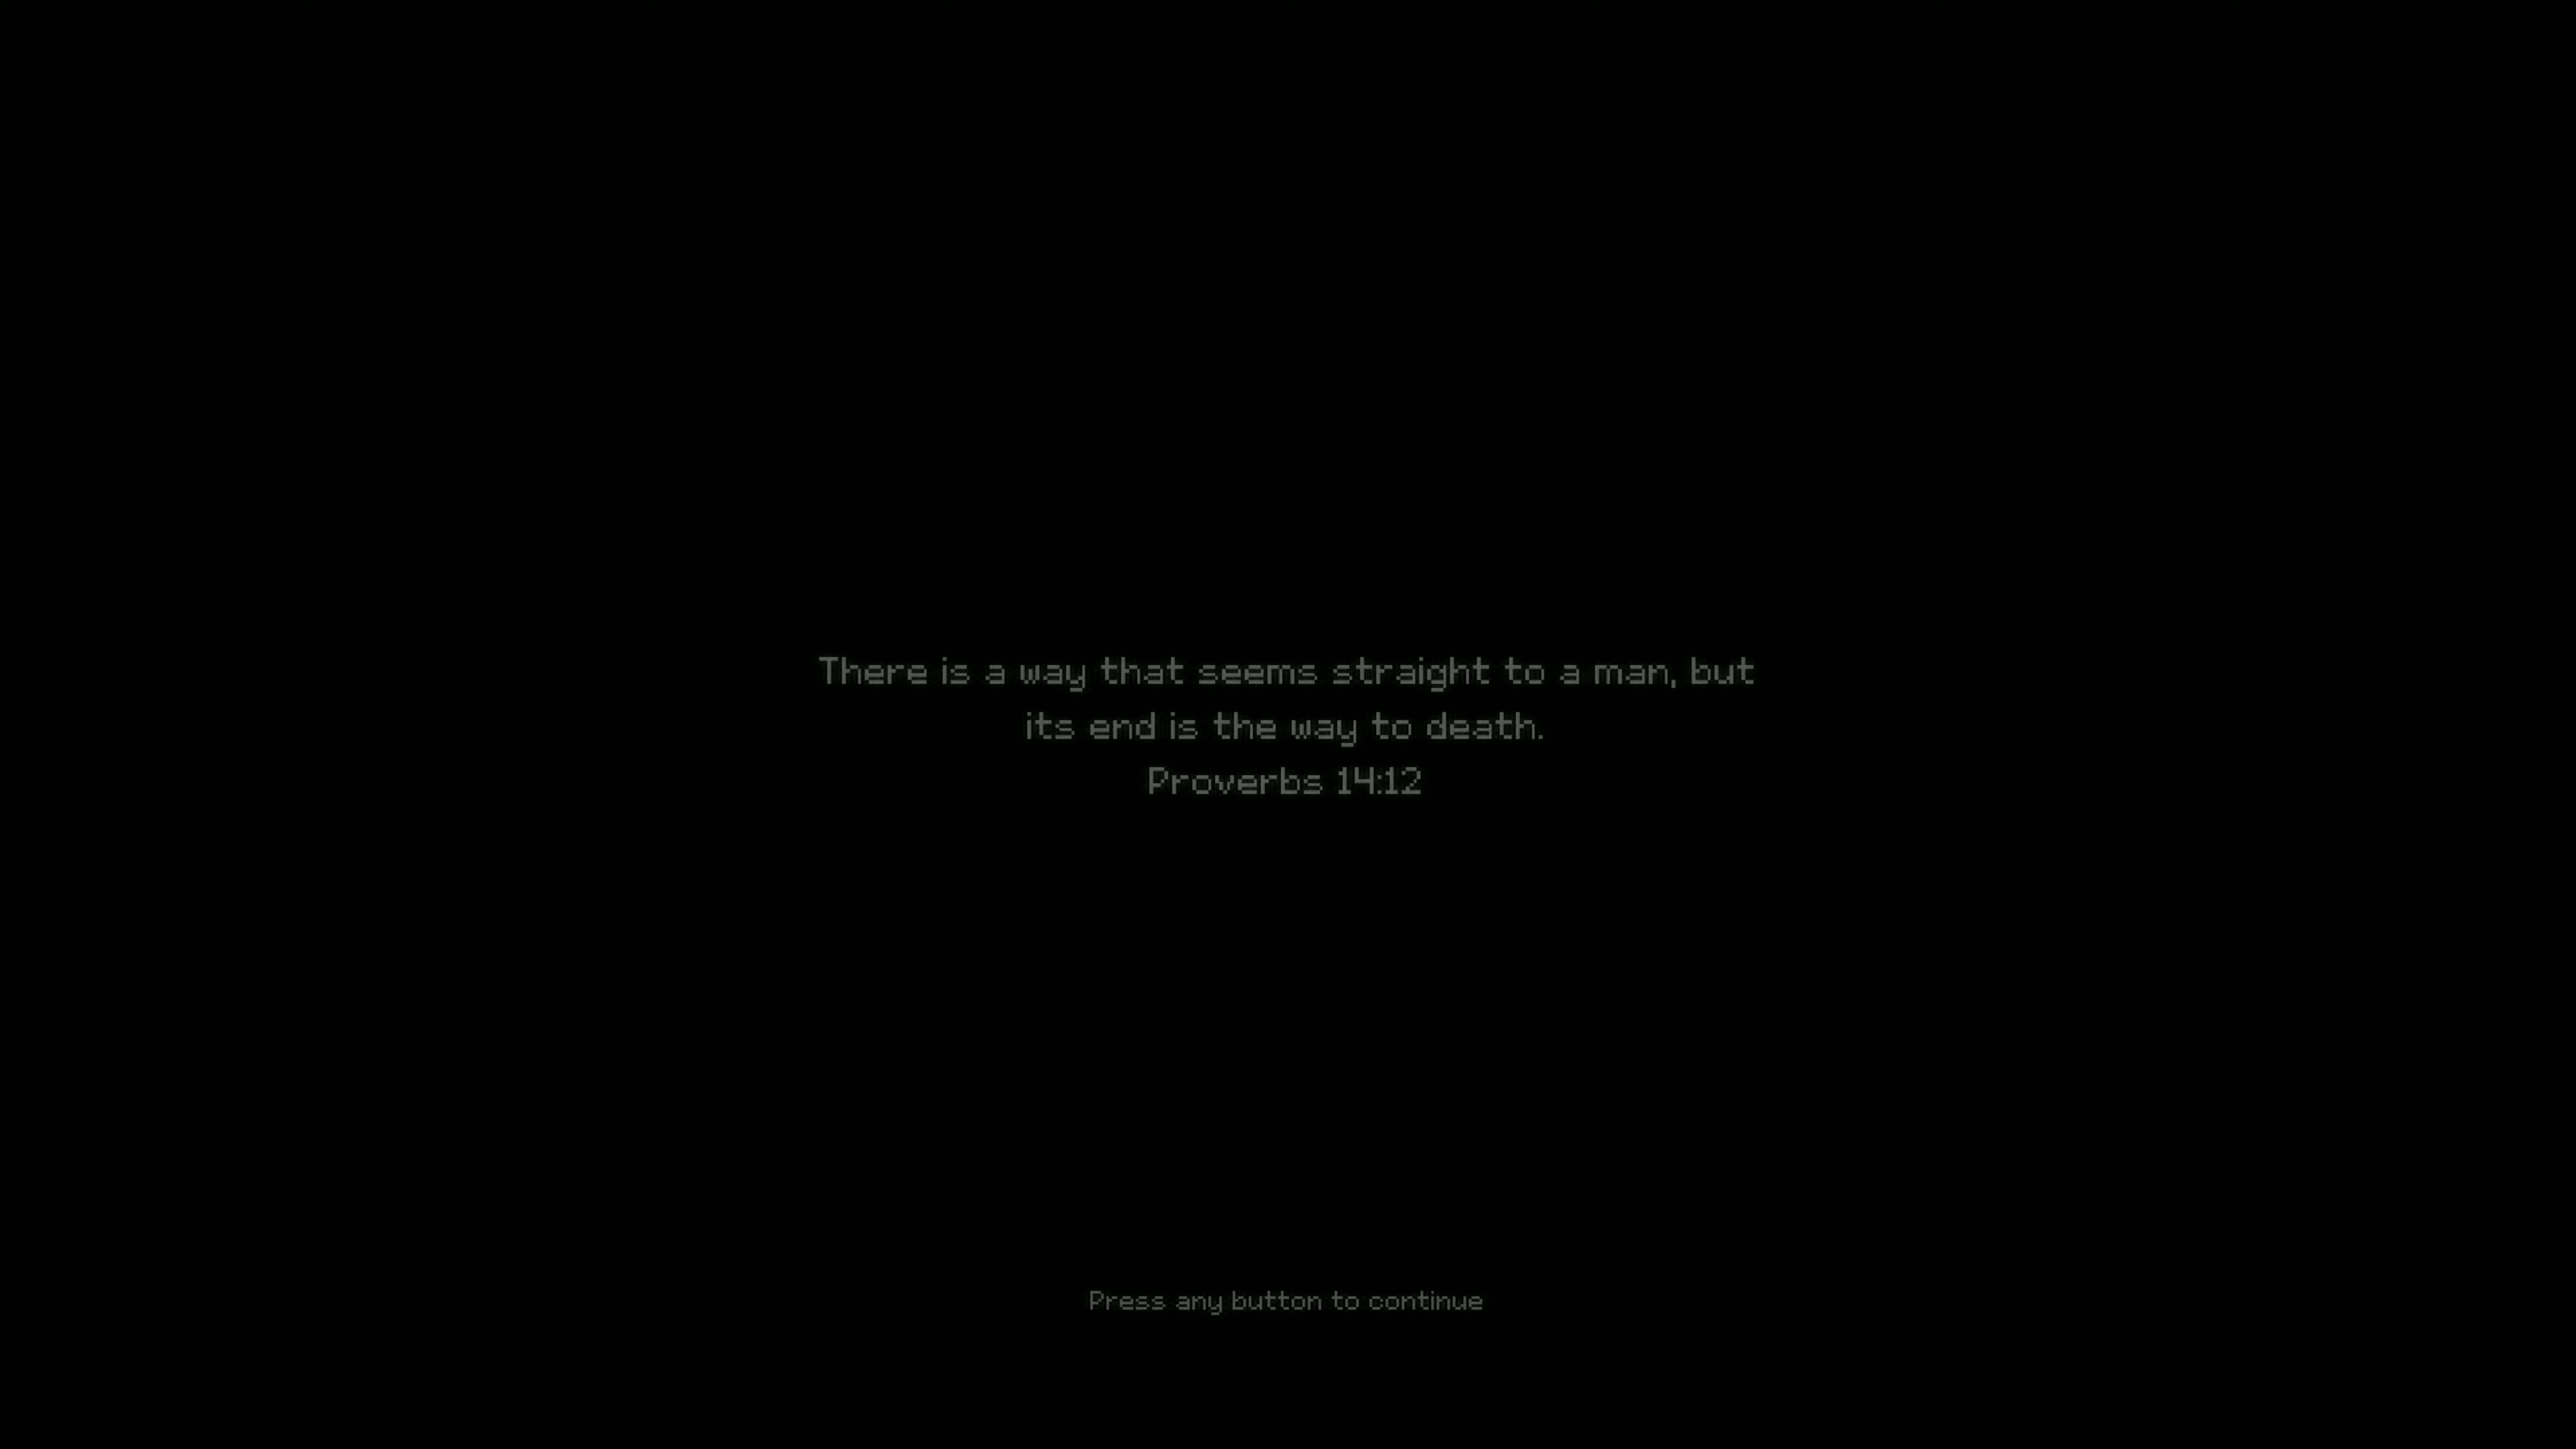 There is a way that seems straight to a man, but
its end is the way to death.
Proverbs 14:12
Press any button to continue